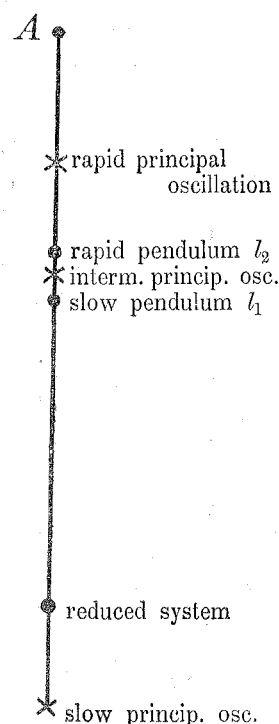 A
rapid principal
oscillation
rapid pendulum l₂
interm. princip. osc.
slow pendulum l₁
reduced system
slow princip. osc.